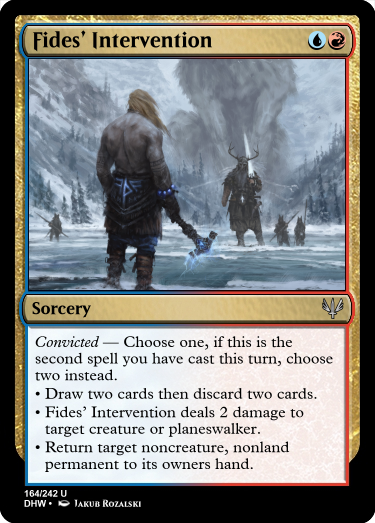 Fides' Intervention
Sorcery
Convicted — Choose one, if this is the
second spell you have cast this turn, choose
two instead.
• Draw two cards then discard two cards.
• Fides' Intervention deals 2 damage to
target creature or planeswalker.
• Return target noncreature, nonland
permanent to its owners hand.
164/242 U
DHW • Jakub Rozalski